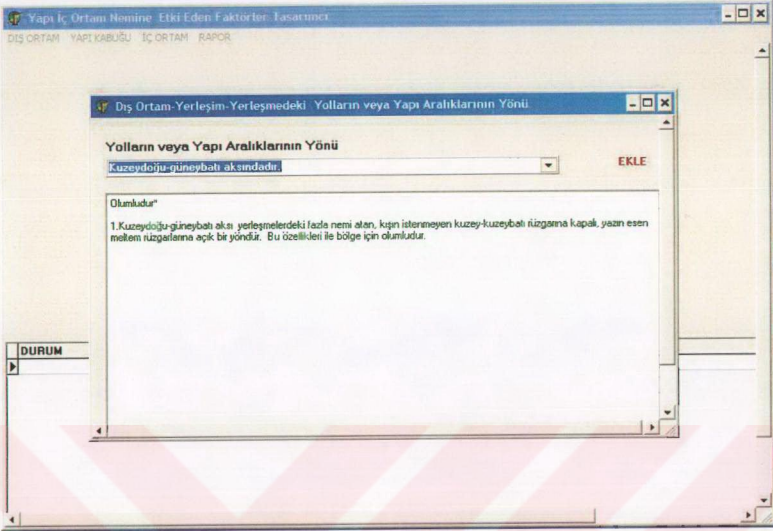 Yapı İç Ortam Nemine Etki Eden Faktörler Tasarımcı
DIŞ ORTAM YAPI KABUĞU İÇ ORTAM RAPOR
Dış Ortam-Yerleşim-Yerleşmedeki Yolların veya Yapı Aralıklarının Yönü
Yolların veya Yapı Aralıklarının Yönü
Kuzeydoğu-güneybatı aksındadır.
EKLE
Olumludur"
1.Kuzeydoğu-güneybatı aksı yerleşmelerdeki fazla nemi atan, kışın istenmeyen kuzey-kuzeybatı rüzgarına kapalı, yazın esen
meltem rüzgarlarına açık bir yöndür. Bu özellikleri ile bölge için olumludur.
DURUM